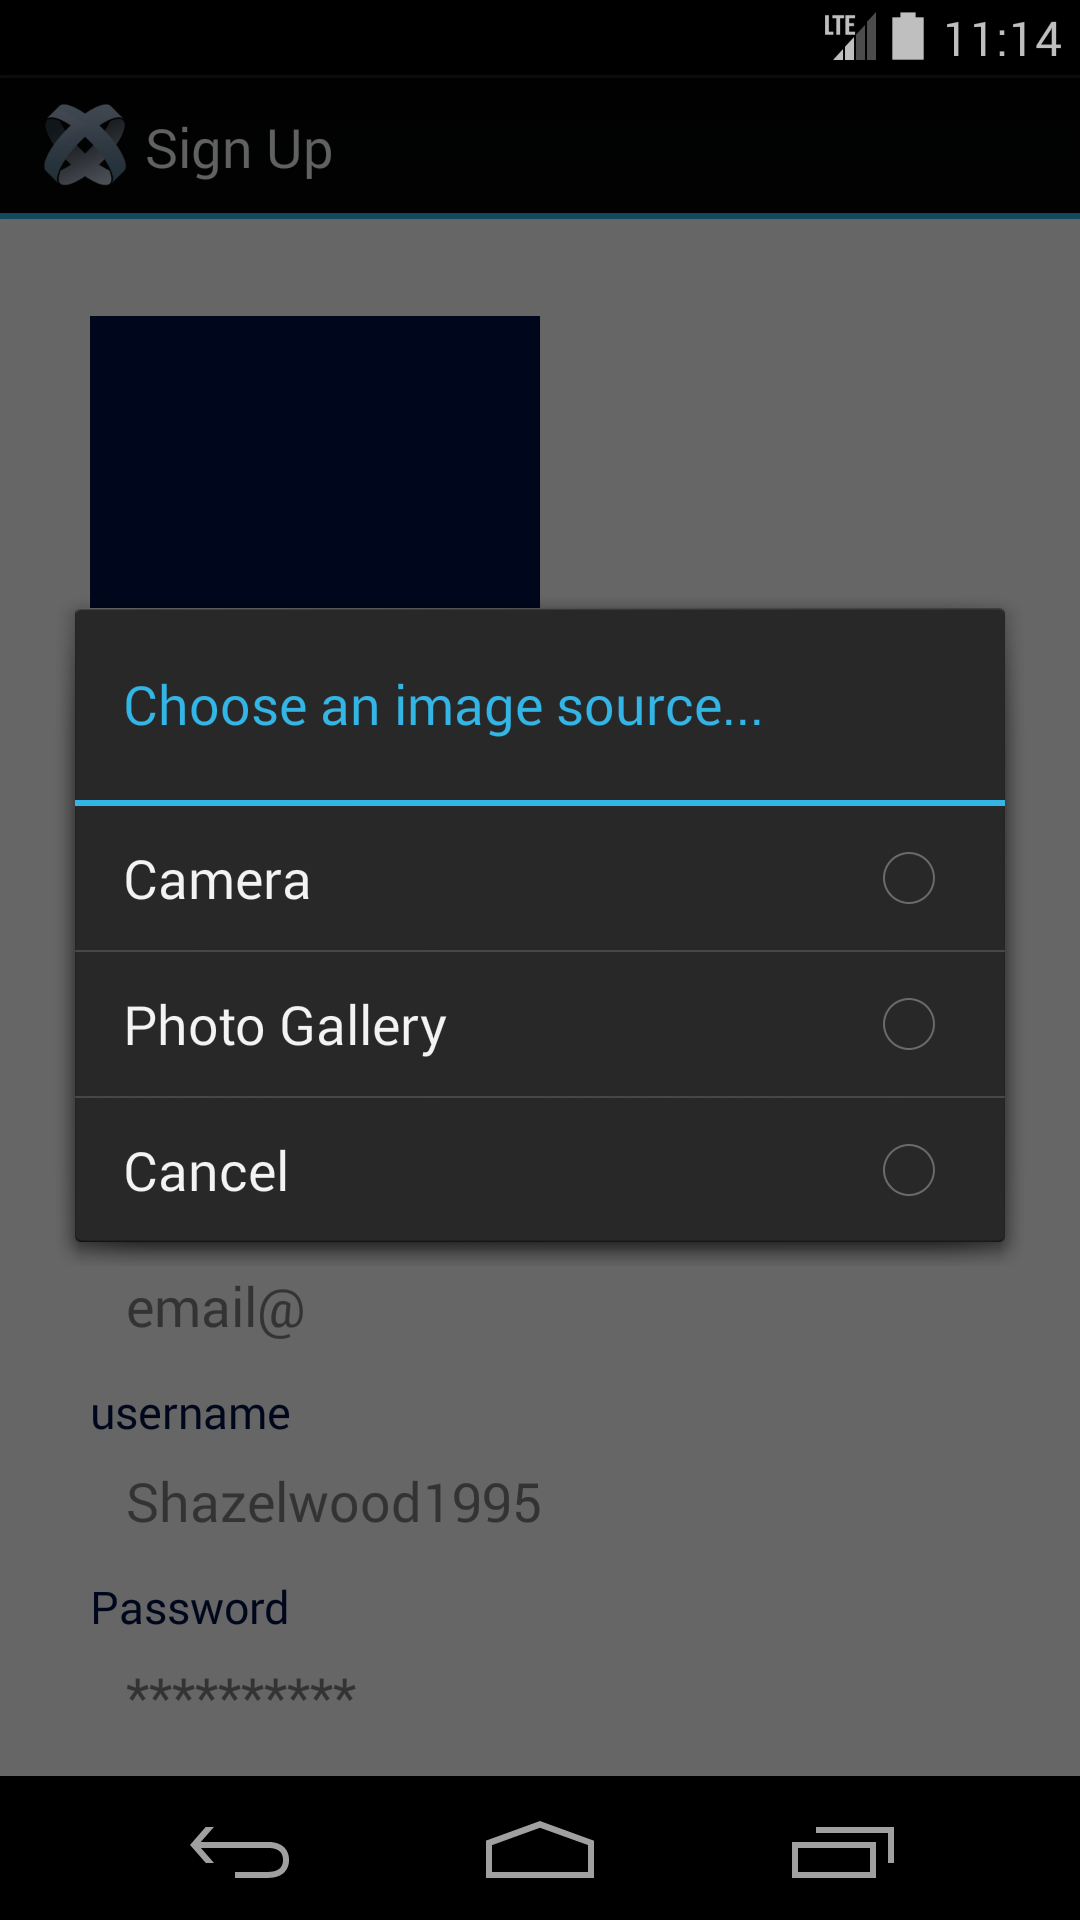 LTE 11:14
Sign Up
Choose an image source...
Camera
Photo Gallery
Cancel
email@
username
Shazelwood1995
Password
**********